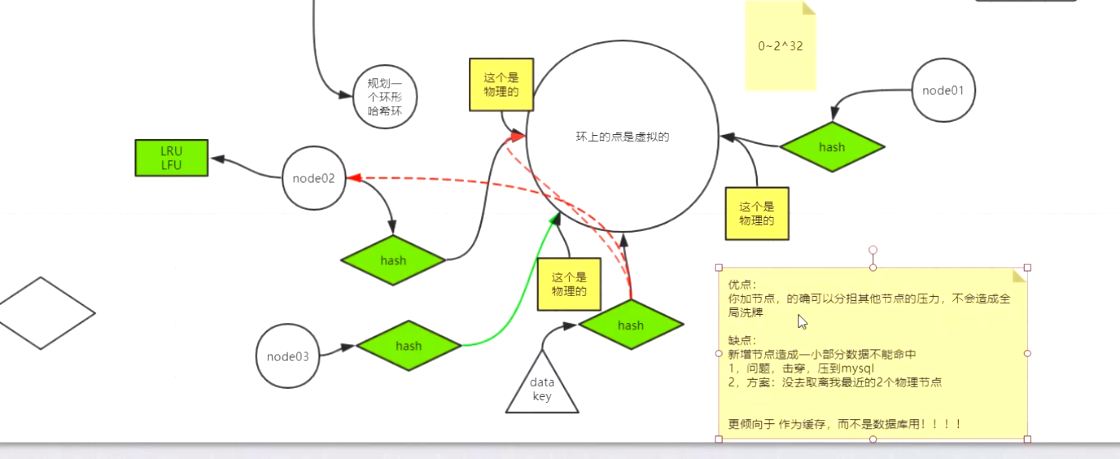 0~2^32
规划一
个环形
哈希环
这个是
物理的
node01
环上的点是虚拟的
hash
LRU
LFU
node02
这个是
物理的
hash
这个是
物理的
hash
node03
hash
data
key
优点：
你加节点，的确可以分担其他节点的压力，不会造成全
局洗牌
缺点：
新增节点造成一小部分数据不能命中
1，问题，击穿，压到mysql
2，方案：没去取离我最近的2个物理节点
更倾向于 作为缓存，而不是数据库用！！！！